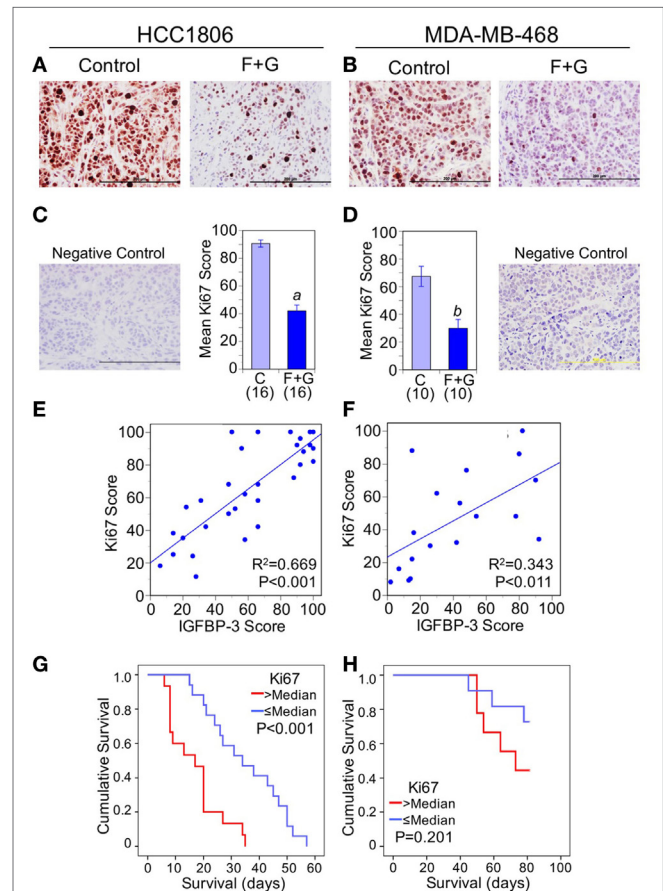 HCC1806
MDA-MB-468
A
Control
F+G
B
Control
F+G
C
Negative Control
Mean Ki67 Score
100
80
60
40
20
0
a
C
(16)
F+G
(16)
D
Mean Ki67 Score
100
80
60
40
20
0
b
C
(10)
F+G
(10)
Negative Control
E
Ki67
Score
100
80
60
40
20
0
R²=0.669
P<0.001
0 20 40 60 80 100
IGFBP-3 Score
F
Ki67
Score
100
80
60
40
20
0
R²=0.343
P<0.011
0 20 40 60 80 100
IGFBP-3 Score
G
Cumulative Survival
1.0
0.8
0.6
0.4
0.2
0
Ki67
>Median
≤Median
P<0.001
0 10 20 30 40 50 60
Survival (days)
H
Cumulative Survival
1.0
0.8
0.6
0.4
0.2
0
Ki67
>Median
≤Median
P=0.201
0 20 40 60 80 100
Survival (days)